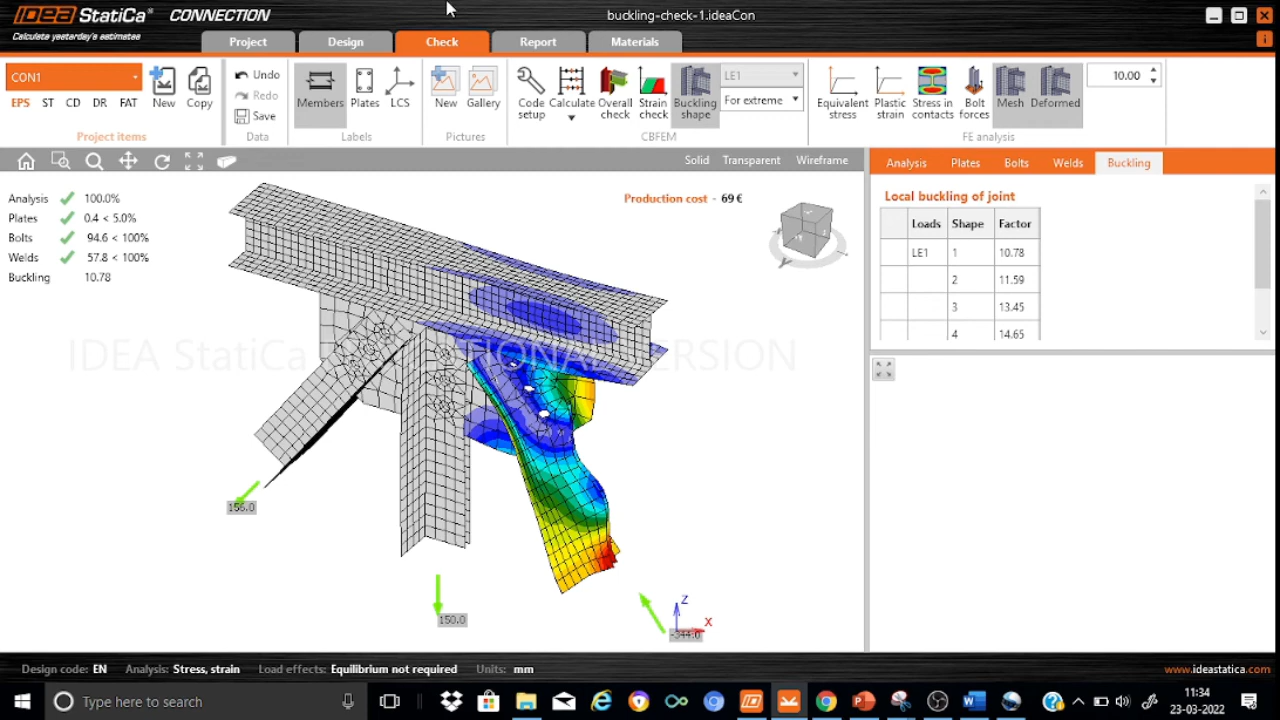 IDEA StatiCa® CONNECTION
Calculate yesterday's estimates
buckling-check-1.ideaCon
Project Design Check Report Materials
CON1
EPS ST CD DR FAT
New Copy
Project items
Undo
Redo
Save
Data
Members Plates LCS
Labels
New Gallery
Pictures
Code setup Calculate Overall check Strain check Buckling shape
LE1
For extreme
CBFEM
Equivalent stress Plastic strain Stress in contacts Bolt forces Mesh Deformed
10.00
FE analysis
Solid Transparent Wireframe
Analysis 100.0%
Plates 0.4 < 5.0%
Bolts 94.6 < 100%
Welds 57.8 < 100%
Buckling 10.78
Production cost - 69 €
IDEA StatiCa
156.0
150.0
-344.0
Z
X
Analysis Plates Bolts Welds Buckling
Local buckling of joint
Loads Shape Factor
LE1 1 10.78
2 11.59
3 13.45
4 14.65
Design code: EN Analysis: Stress, strain Load effects: Equilibrium not required Units: mm
www.ideastatica.com
Type here to search
11:34
23-03-2022